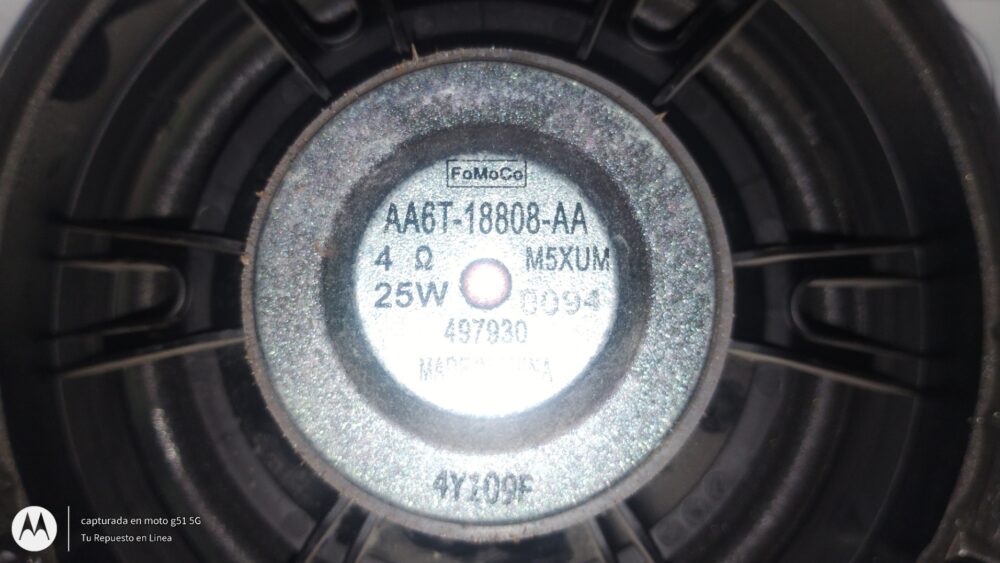 FoMoCo
AA6T-18808-AA
4 Ω M5XUM
25W 0094
497930
MADE
4Y109F
capturada en moto g51 5G
Tu Repuesto en Linea